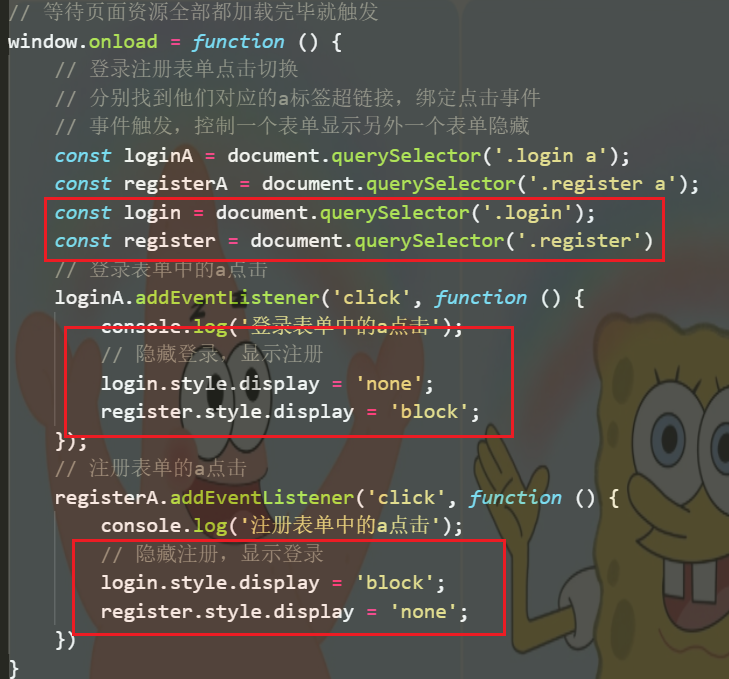 // 等待页面资源全部都加载完毕就触发
window.onload = function () {
    // 登录注册表单点击切换
    // 分别找到他们对应的a标签超链接，绑定点击事件
    // 事件触发，控制一个表单显示另外一个表单隐藏
    const loginA = document.querySelector('.login a');
    const registerA = document.querySelector('.register a');
    const login = document.querySelector('.login');
    const register = document.querySelector('.register')
    // 登录表单中的a点击
    loginA.addEventListener('click', function () {
        console.log('登录表单中的a点击');
        // 隐藏登录，显示注册
        login.style.display = 'none';
        register.style.display = 'block';
    });
    // 注册表单的a点击
    registerA.addEventListener('click', function () {
        console.log('注册表单中的a点击');
        // 隐藏注册，显示登录
        login.style.display = 'block';
        register.style.display = 'none';
    })
}